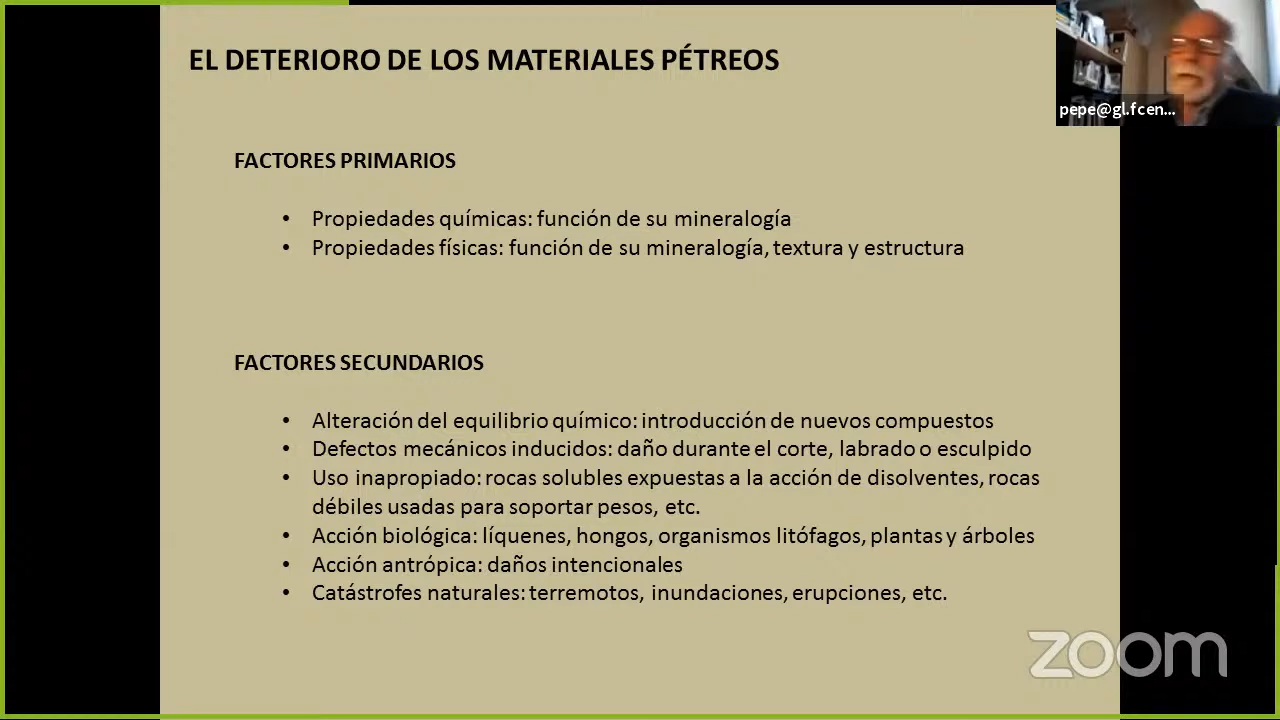 EL DETERIORO DE LOS MATERIALES PÉTREOS
pepe@gl.fcen...
FACTORES PRIMARIOS
• Propiedades químicas: función de su mineralogía
• Propiedades físicas: función de su mineralogía, textura y estructura
FACTORES SECUNDARIOS
• Alteración del equilibrio químico: introducción de nuevos compuestos
• Defectos mecánicos inducidos: daño durante el corte, labrado o esculpido
• Uso inapropiado: rocas solubles expuestas a la acción de disolventes, rocas
débiles usadas para soportar pesos, etc.
• Acción biológica: líquenes, hongos, organismos litófagos, plantas y árboles
• Acción antrópica: daños intencionales
• Catástrofes naturales: terremotos, inundaciones, erupciones, etc.
zoom